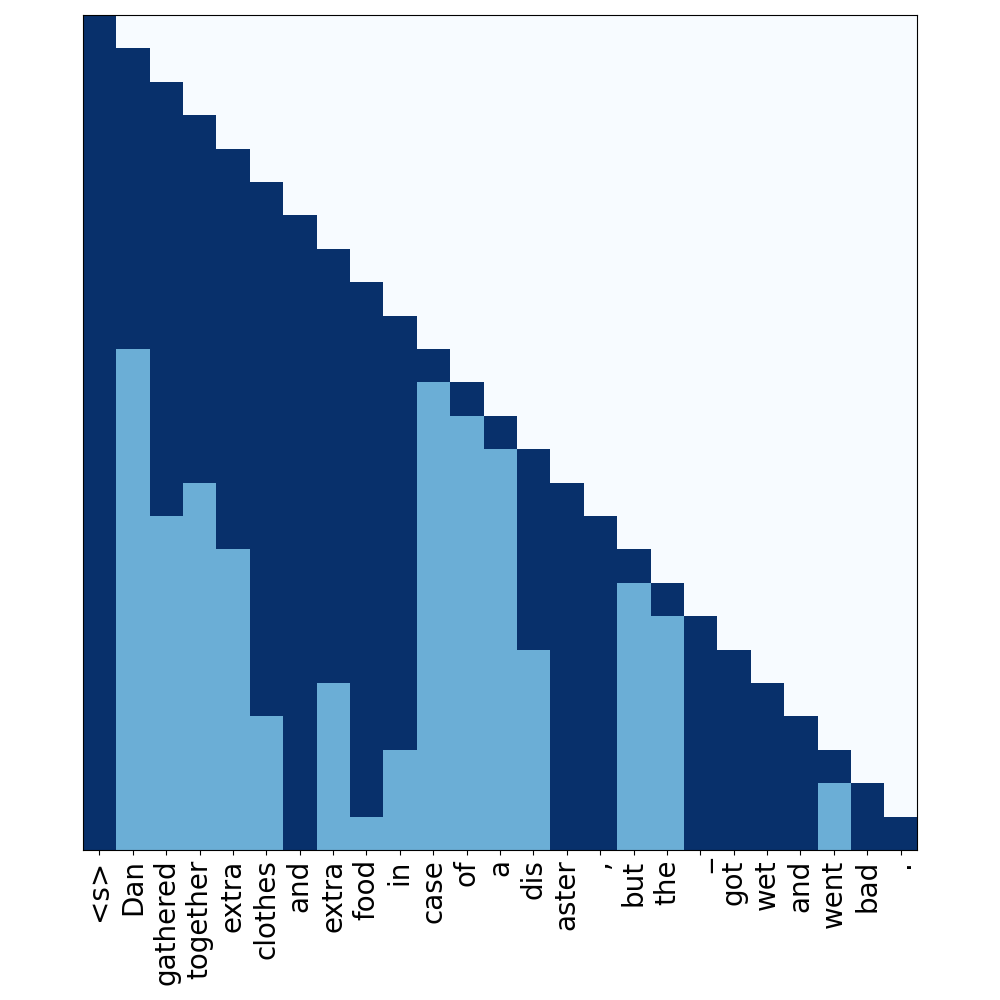 <s> Dan gathered together extra clothes and extra food in case of a dis aster , but the _ got wet and went bad .